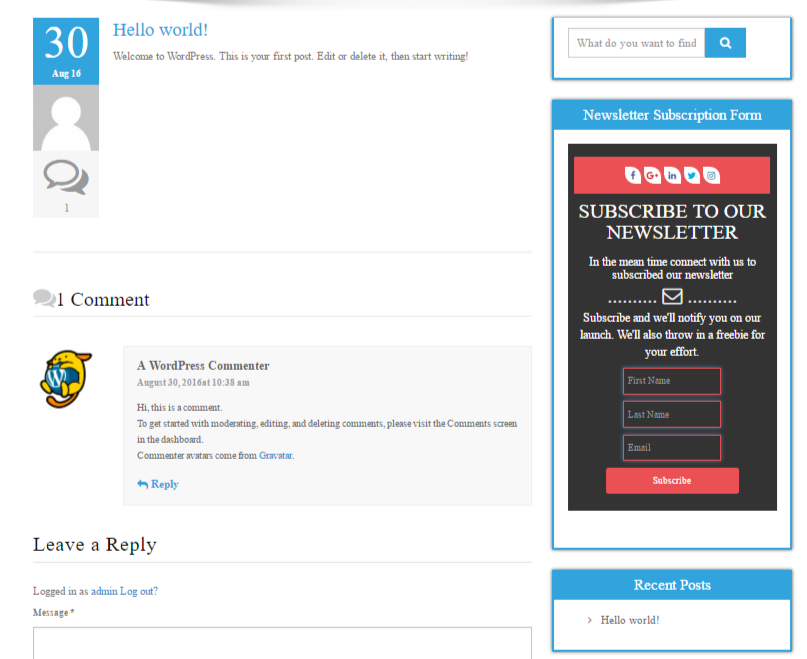 30
Aug 16
1
Hello world!
Welcome to WordPress. This is your first post. Edit or delete it, then start writing!
1 Comment
A WordPress Commenter
August 30, 2016at 10:38 am
Hi, this is a comment.
To get started with moderating, editing, and deleting comments, please visit the Comments screen
in the dashboard.
Commenter avatars come from Gravatar.
Reply
Leave a Reply
Logged in as admin Log out?
Message *
What do you want to find
Newsletter Subscription Form
SUBSCRIBE TO OUR
NEWSLETTER
In the mean time connect with us to
subscribed our newsletter
.......... ..........
Subscribe and we'll notify you on our
launch. We'll also throw in a freebie for
your effort.
First Name
Last Name
Email
Subscribe
Recent Posts
Hello world!